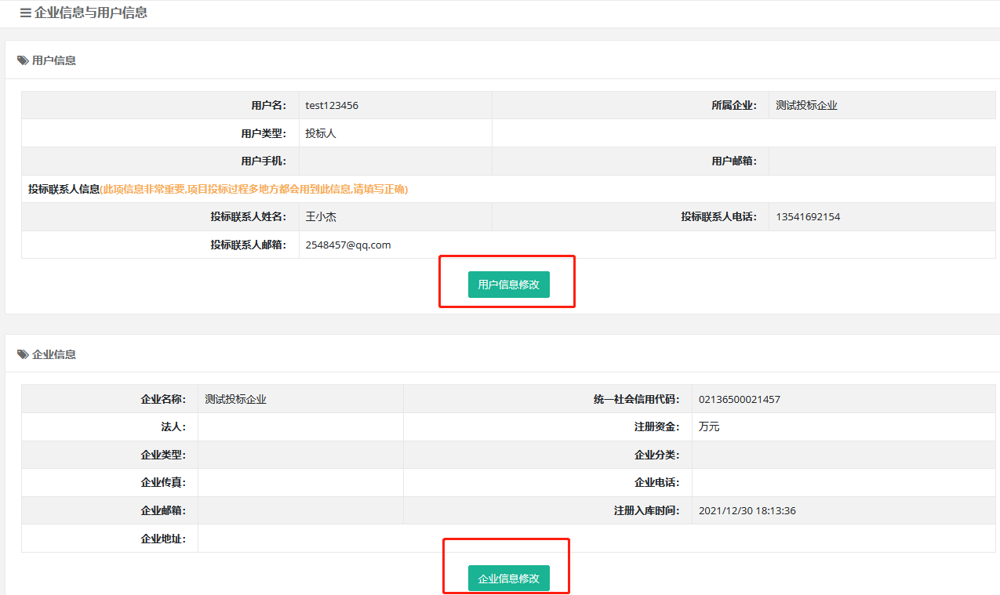 企业信息与用户信息
用户信息
用户名： test123456 所属企业： 测试投标企业
用户类型： 投标人
用户手机： 用户邮箱：
投标联系人信息(此项信息非常重要,项目投标过程多地方都会用到此信息,请填写正确)
投标联系人姓名： 王小杰 投标联系人电话： 13541692154
投标联系人邮箱： 2548457@qq.com
用户信息修改
企业信息
企业名称： 测试投标企业 统一社会信用代码： 02136500021457
法人： 注册资金： 万元
企业类型： 企业分类：
企业传真： 企业电话：
企业邮箱： 注册入库时间： 2021/12/30 18:13:36
企业地址：
企业信息修改